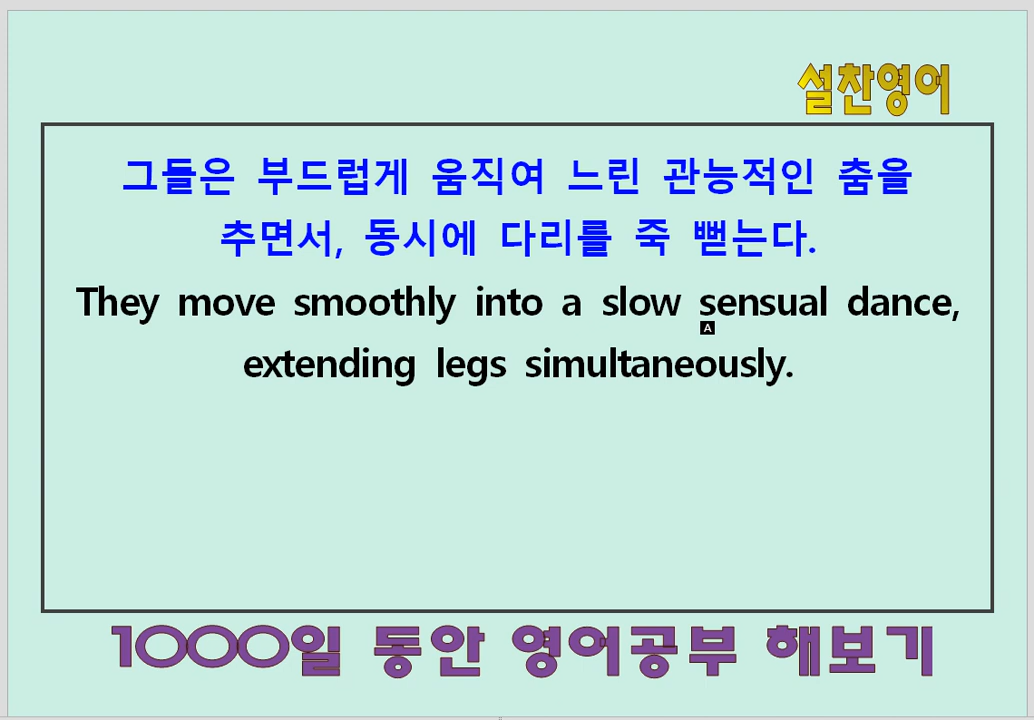 설찬영어
그들은 부드럽게 움직여 느린 관능적인 춤을
추면서, 동시에 다리를 죽 뻗는다.
They move smoothly into a slow sensual dance,
A
extending legs simultaneously.
1000일 동안 영어공부 해보기